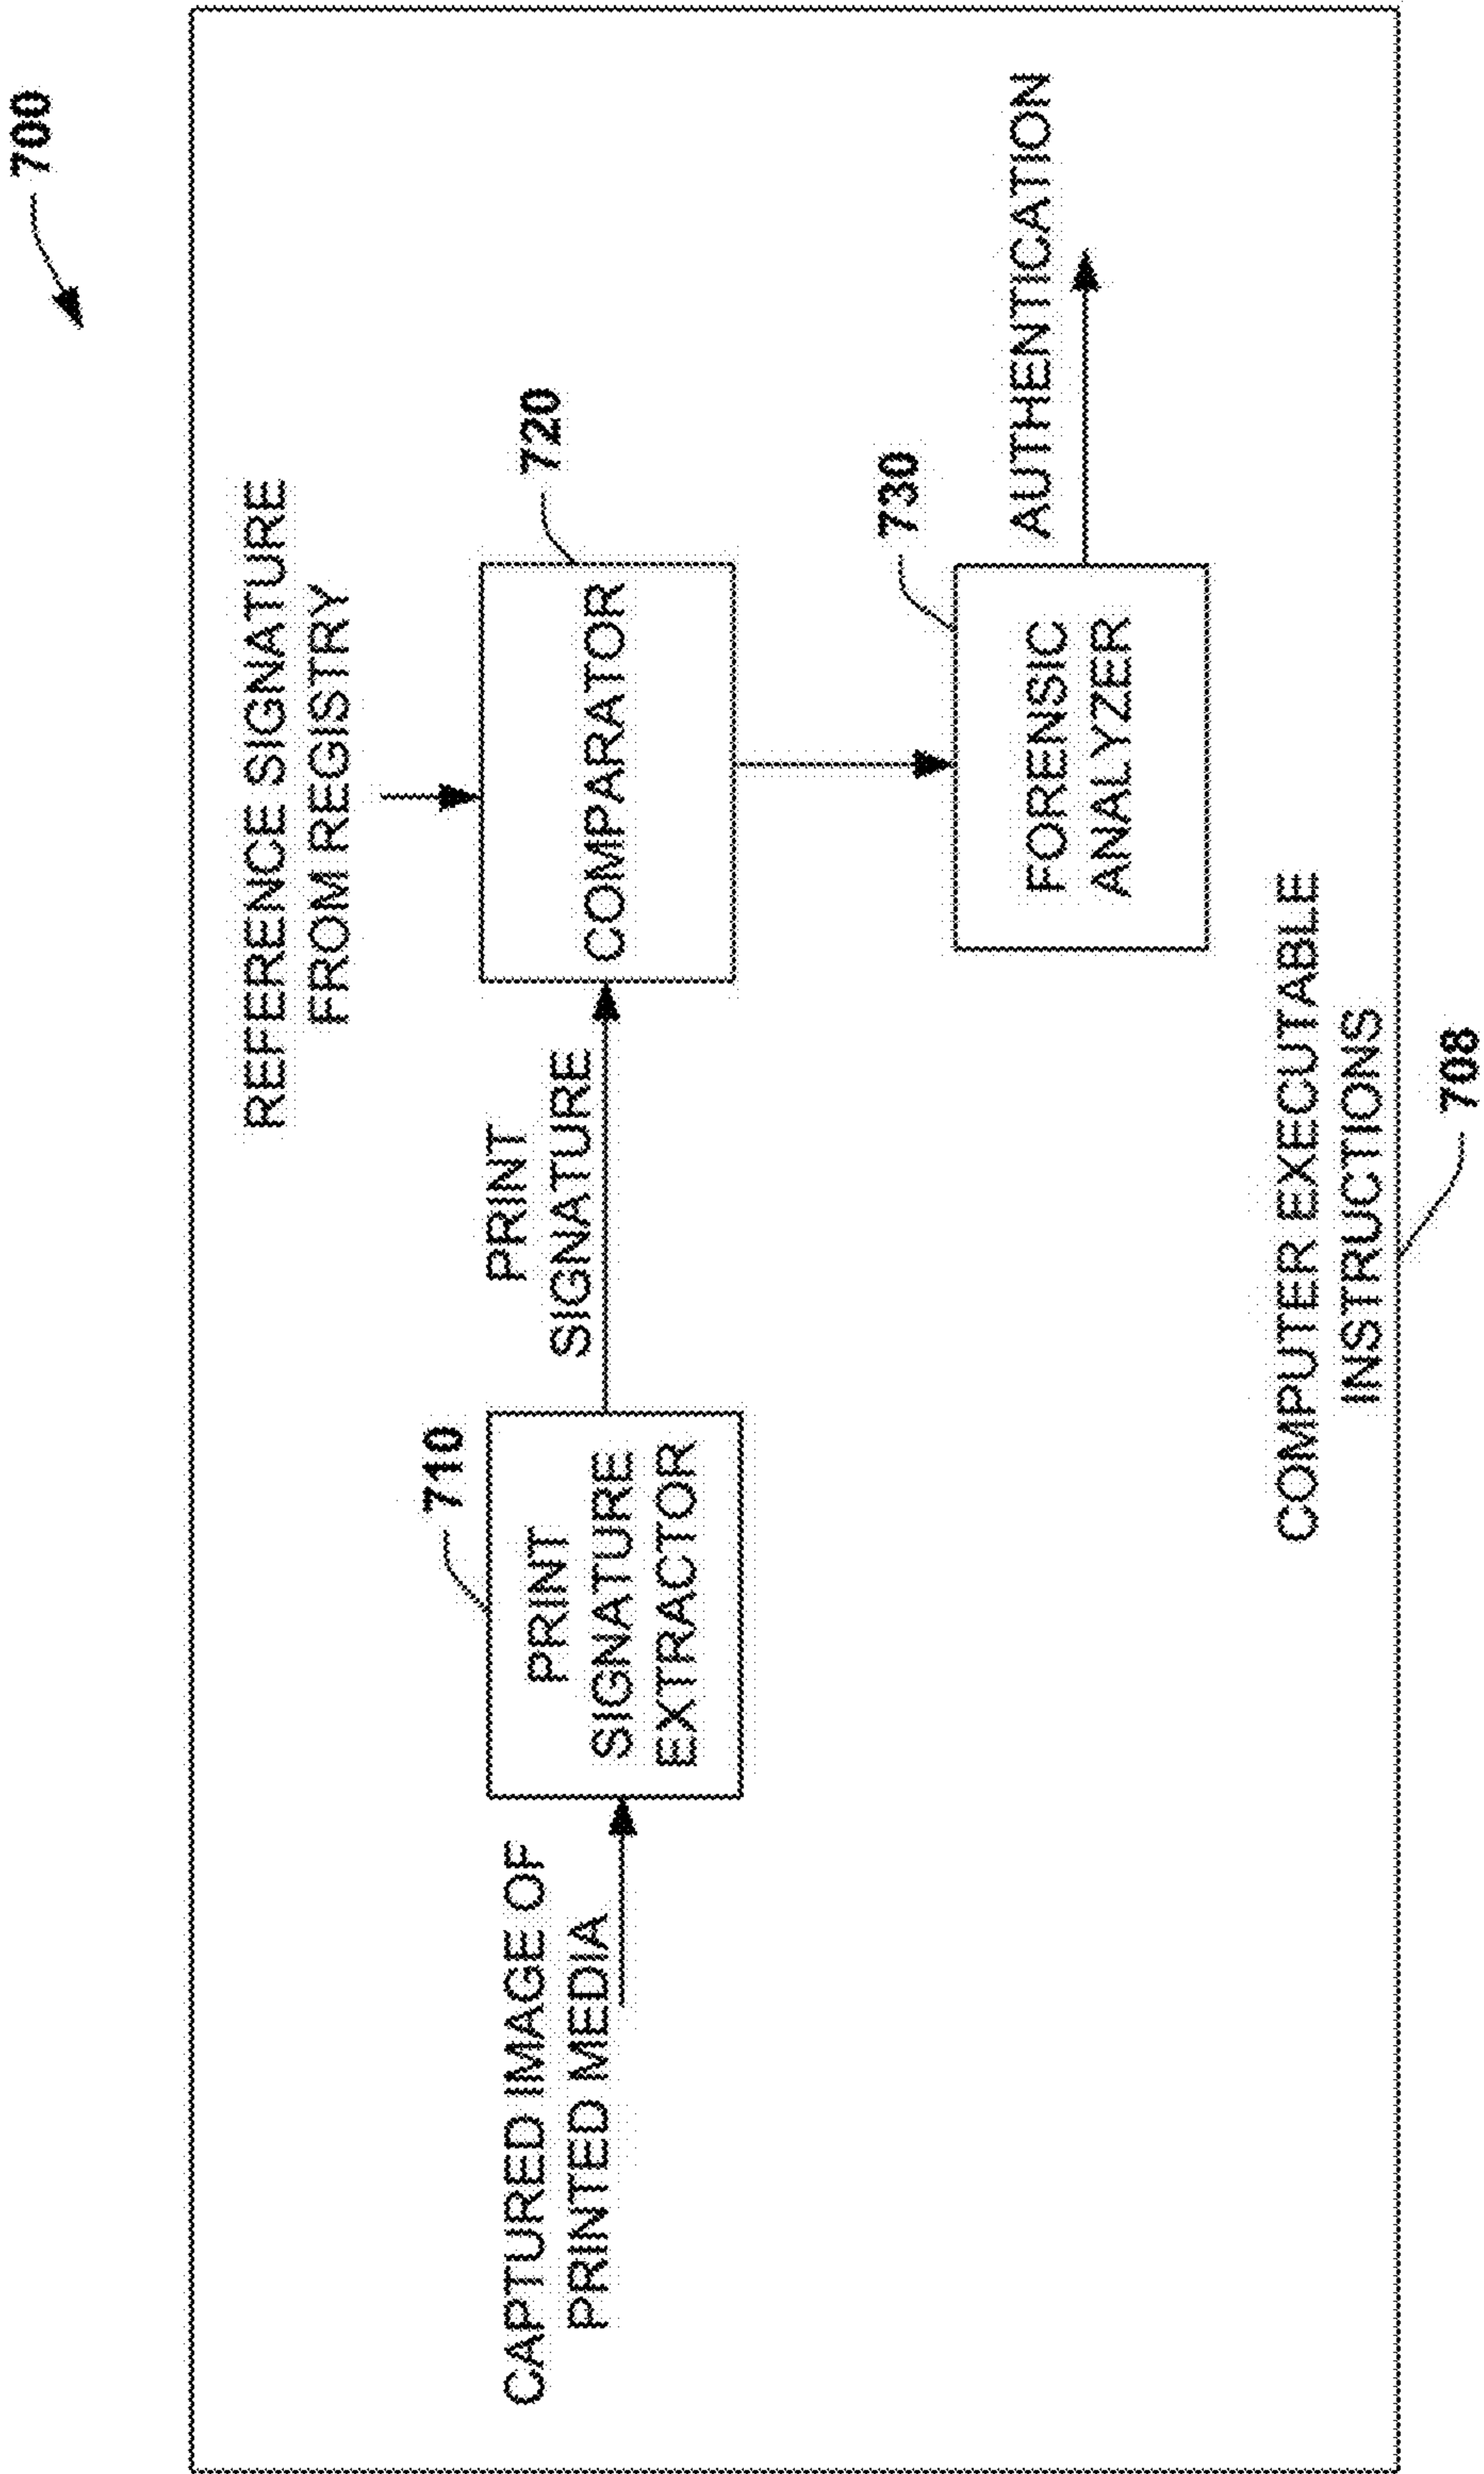 700
REFERENCE SIGNATURE
FROM REGISTRY
720
COMPARATOR
PRINT
SIGNATURE
710
PRINT
SIGNATURE
EXTRACTOR
CAPTURED IMAGE OF
PRINTED MEDIA
730
FORENSIC
ANALYZER
AUTHENTICATION
COMPUTER EXECUTABLE
INSTRUCTIONS
708